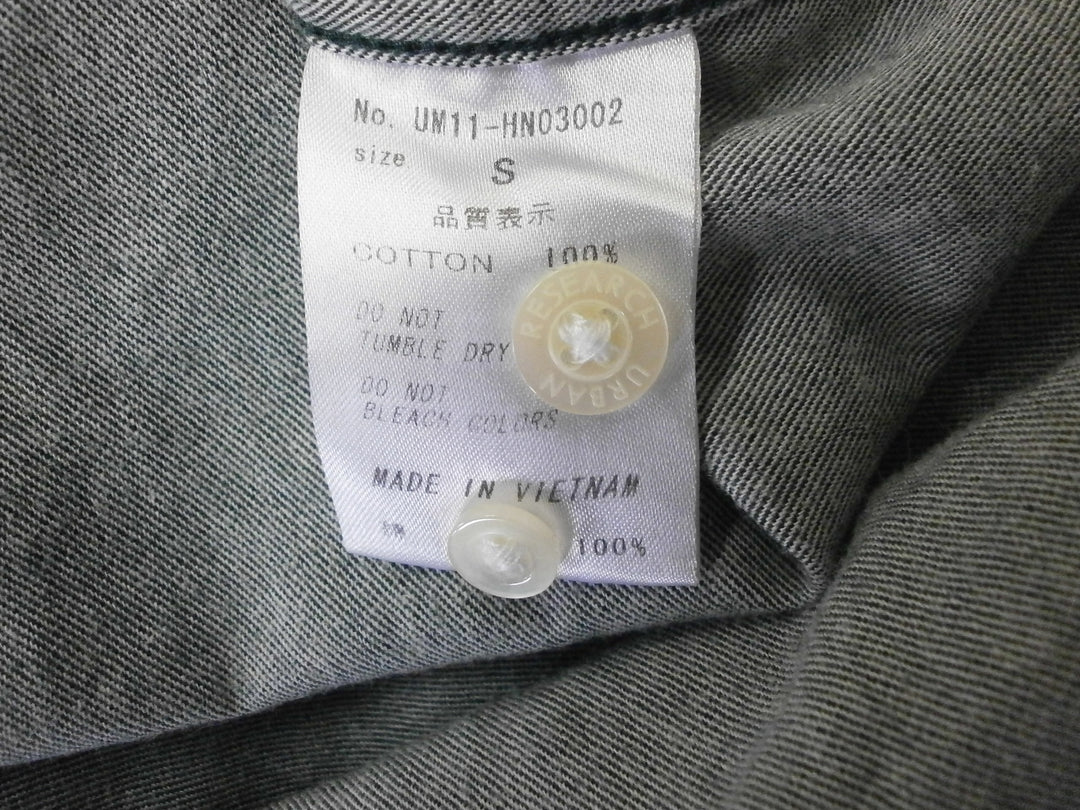 No. UM11-HN03002
size S
品質表示
COTTON 100%
DO NOT
TUMBLE DRY
DO NOT
BLEACH COLORS
MADE IN VIETNAM
綿 100%
URBAN RESEARCH